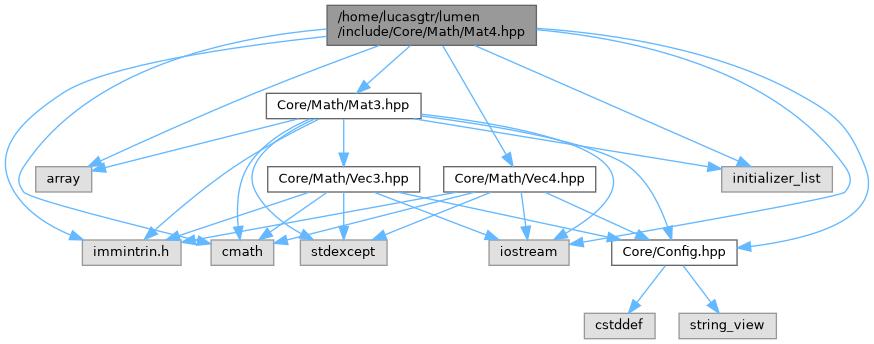 /home/lucasgtr/lumen
/include/Core/Math/Mat4.hpp
Core/Math/Mat3.hpp
array
Core/Math/Vec3.hpp
Core/Math/Vec4.hpp
initializer_list
immintrin.h
cmath
stdexcept
iostream
Core/Config.hpp
cstddef
string_view